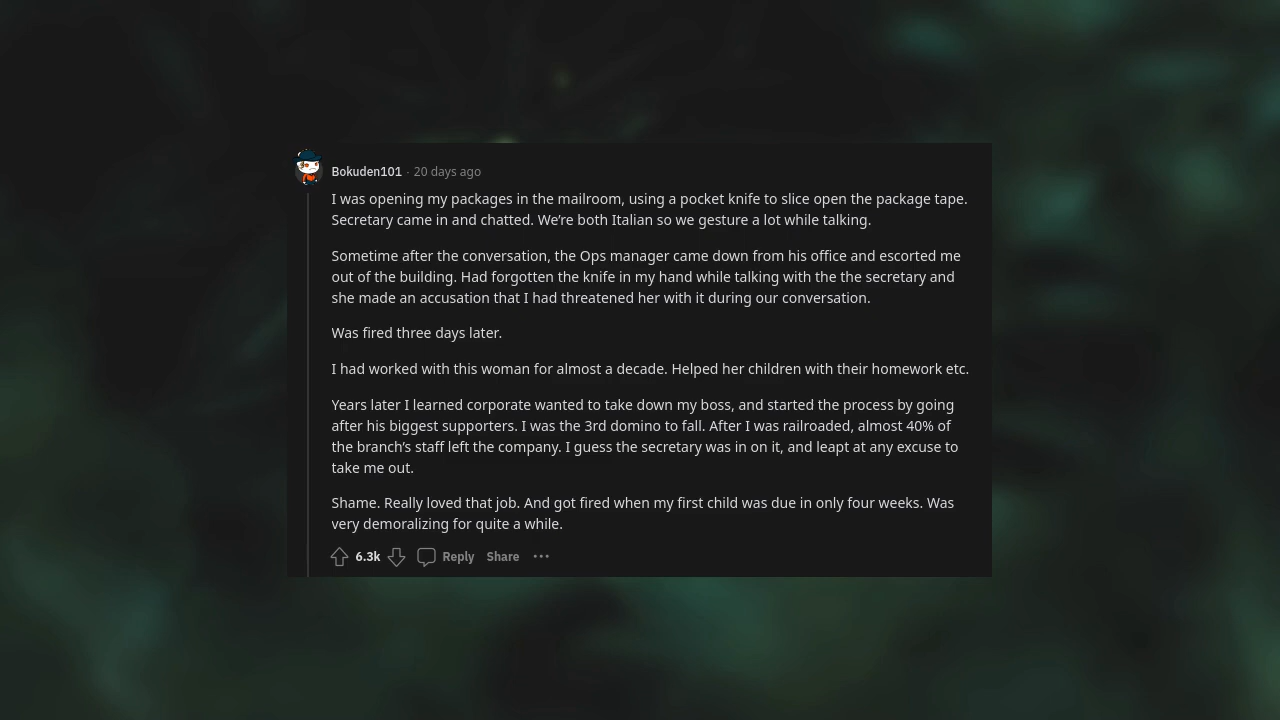 Bokuden101 · 20 days ago
I was opening my packages in the mailroom, using a pocket knife to slice open the package tape.
Secretary came in and chatted. We’re both Italian so we gesture a lot while talking.
Sometime after the conversation, the Ops manager came down from his office and escorted me
out of the building. Had forgotten the knife in my hand while talking with the the secretary and
she made an accusation that I had threatened her with it during our conversation.
Was fired three days later.
I had worked with this woman for almost a decade. Helped her children with their homework etc.
Years later I learned corporate wanted to take down my boss, and started the process by going
after his biggest supporters. I was the 3rd domino to fall. After I was railroaded, almost 40% of
the branch’s staff left the company. I guess the secretary was in on it, and leapt at any excuse to
take me out.
Shame. Really loved that job. And got fired when my first child was due in only four weeks. Was
very demoralizing for quite a while.
6.3k Reply Share ···